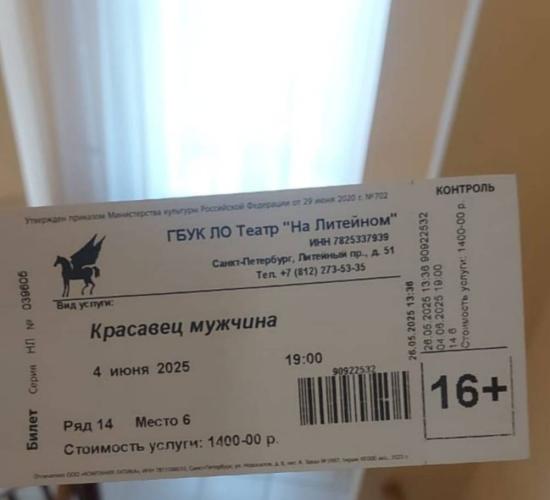 Утвержден приказом Министерства культуры Российской Федерации от 29 июня 2020 г. №702
ГБУК ЛО Театр "На Литейном"
ИНН 7825337939
Санкт-Петербург, Литейный пр., д. 51
Тел. +7 (812) 273-53-35
Вид услуги:
Красавец мужчина
4 июня 2025
19:00
90922532
Ряд 14 Место 6
Стоимость услуги: 1400-00 р.
Билет Серия НЛ № 039606
26.05.2025 13:36
КОНТРОЛЬ
26.05.2025 13:36 90922532
04.06.2025 19:00
14 6
Стоимость услуги: 1400-00 р.
16+